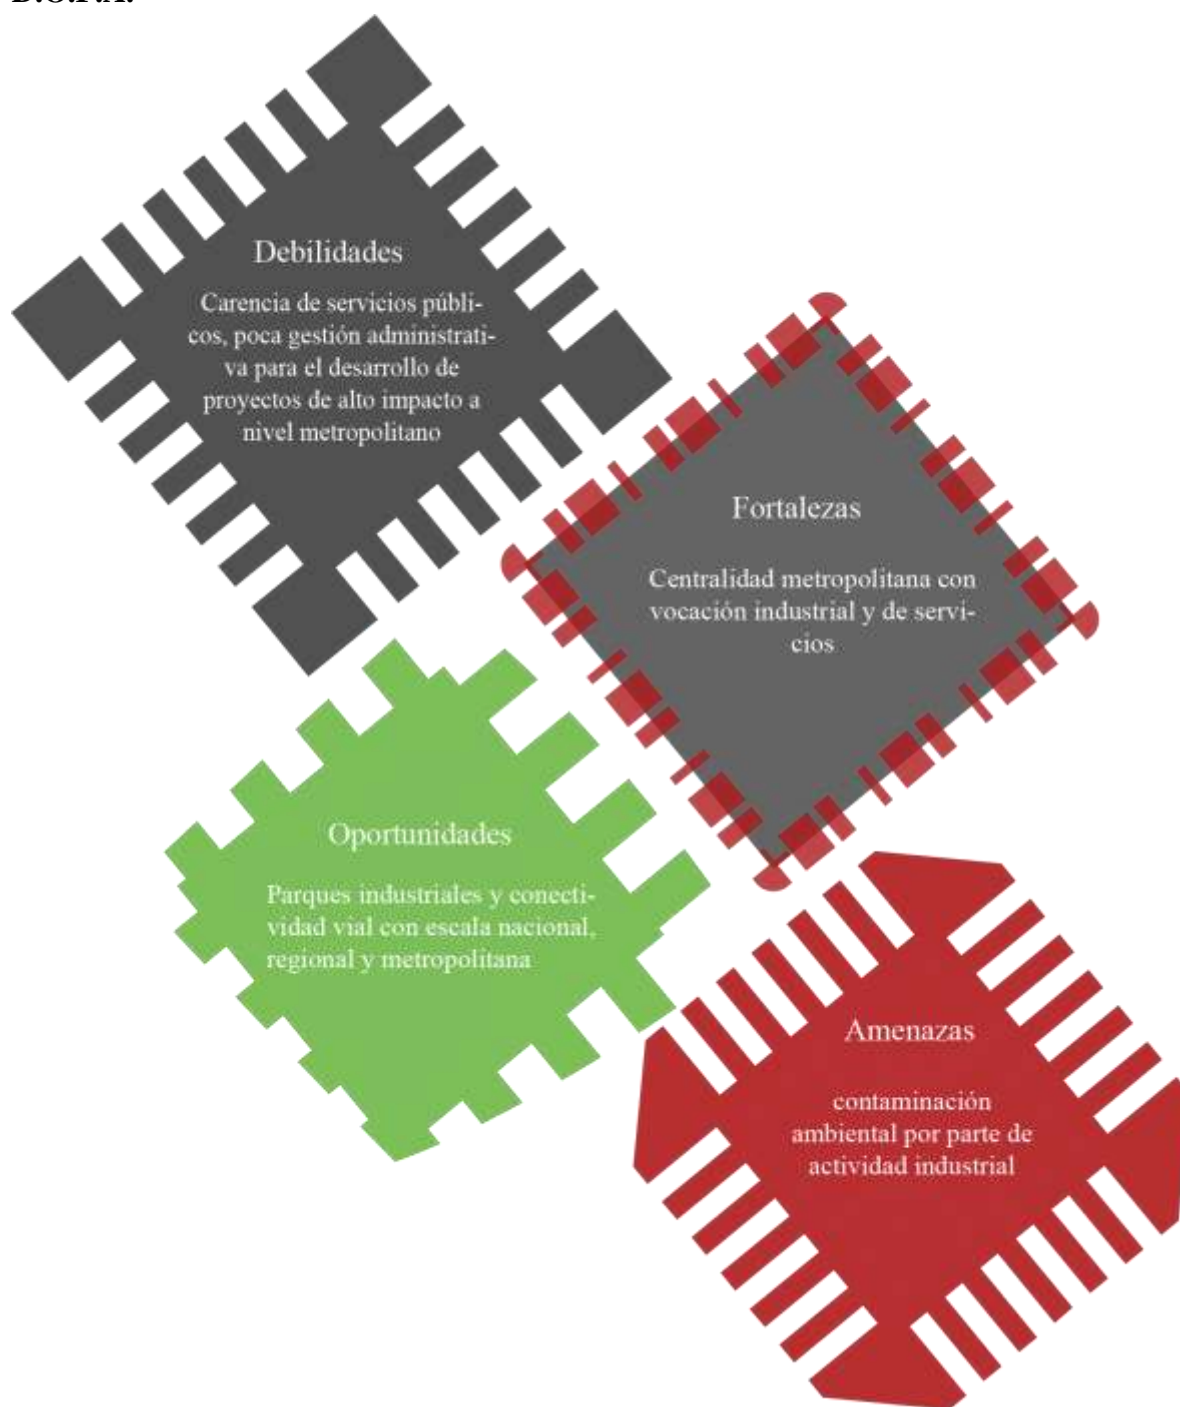 D.O.F.A.
Debilidades
Carencia de servicios públi-
cos, poca gestión administrati-
va para el desarrollo de
proyectos de alto impacto a
nivel metropolitano
Fortalezas
Centralidad metropolitana con
vocación industrial y de servi-
cios
Oportunidades
Parques industriales y conecti-
vidad vial con escala nacional,
regional y metropolitana
Amenazas
contaminación
ambiental por parte de
actividad industrial